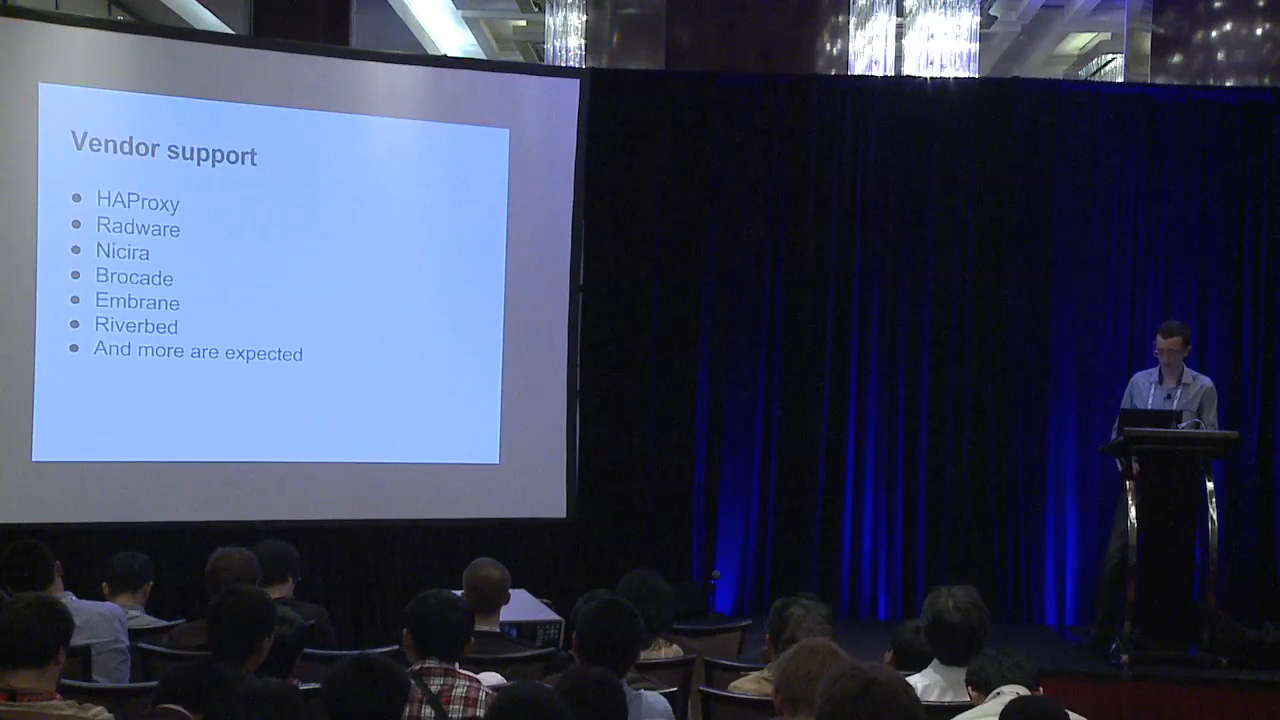 Vendor support
● HAProxy
● Radware
● Nicira
● Brocade
● Embrane
● Riverbed
● And more are expected